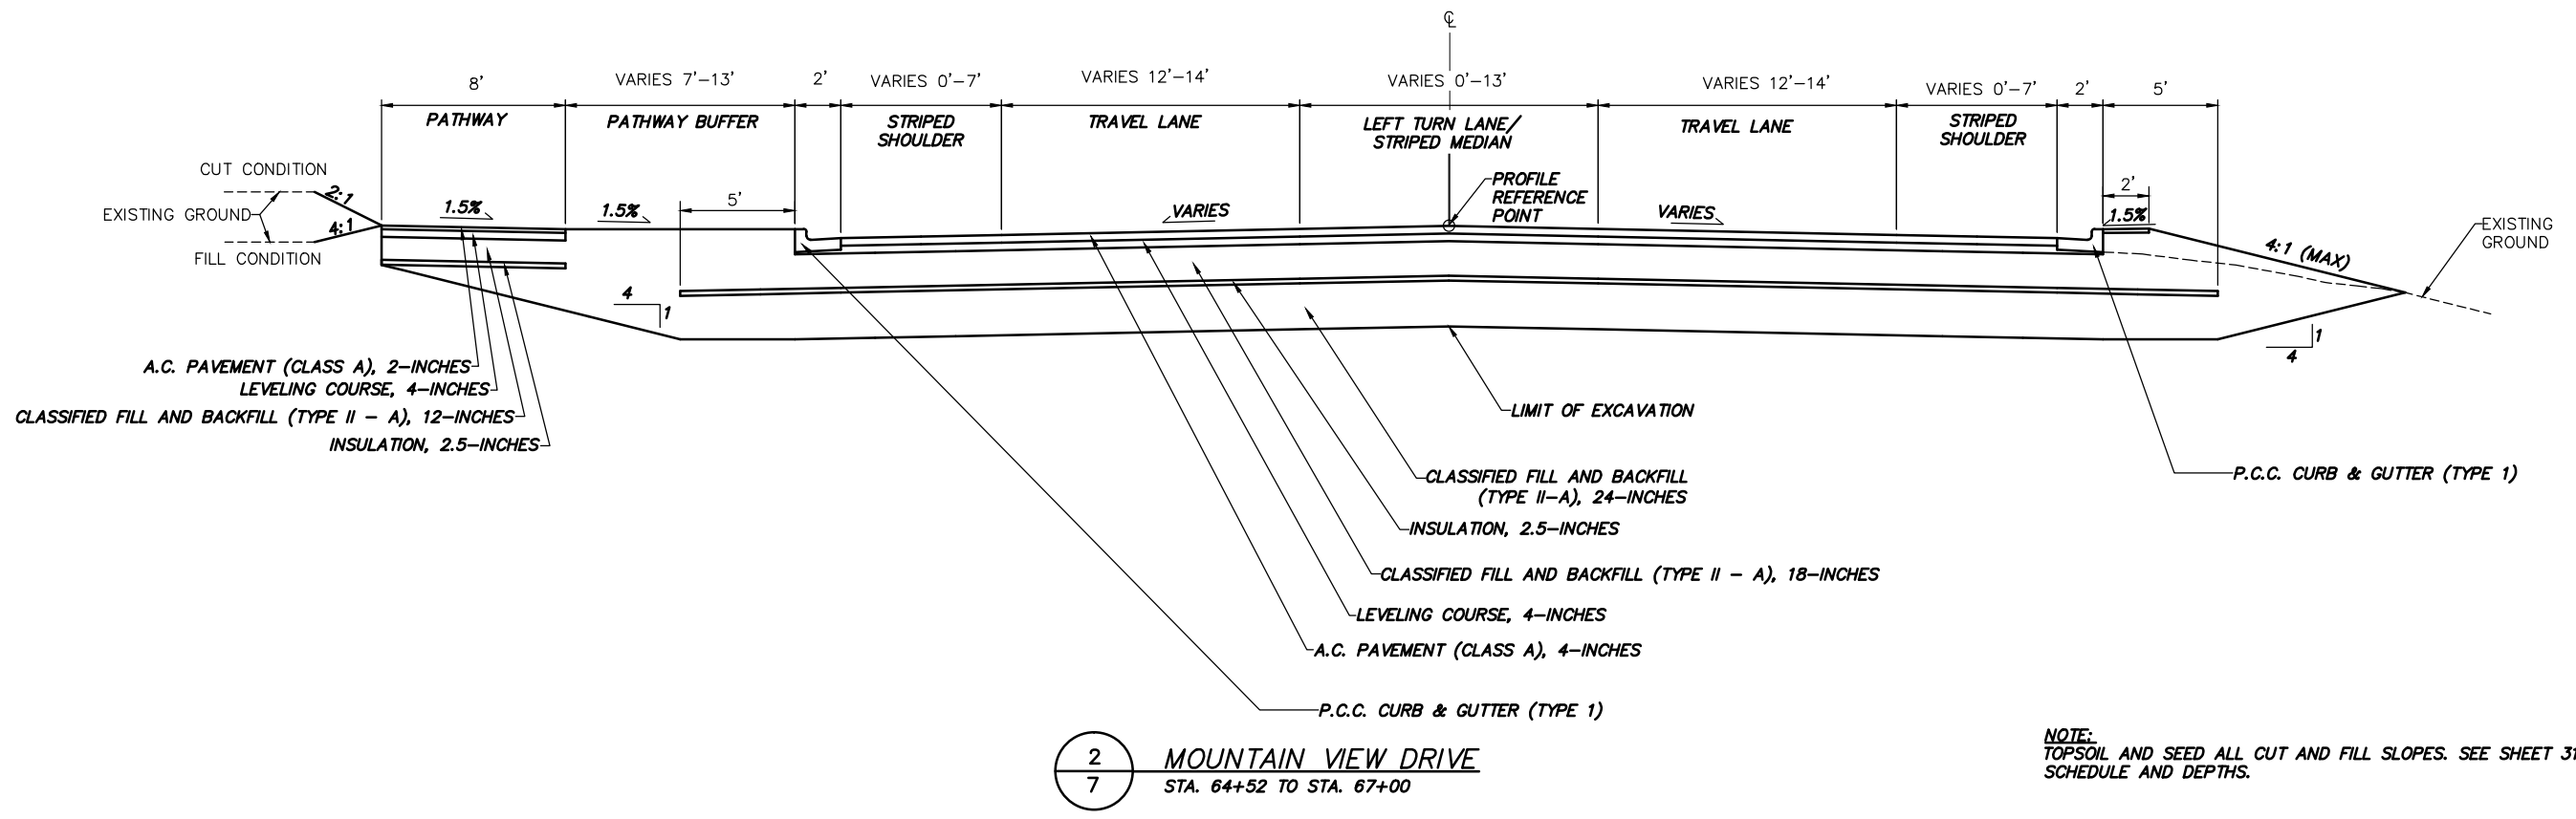 ℄
8'
VARIES 7'-13'
2'
VARIES 0'-7'
VARIES 12'-14'
VARIES 0'-13'
VARIES 12'-14'
VARIES 0'-7'
2'
5'
PATHWAY
PATHWAY BUFFER
STRIPED
SHOULDER
TRAVEL LANE
LEFT TURN LANE/
STRIPED MEDIAN
TRAVEL LANE
STRIPED
SHOULDER
CUT CONDITION
EXISTING GROUND
FILL CONDITION
2:1
4:1
1.5%
1.5%
5'
VARIES
PROFILE
REFERENCE
POINT
VARIES
2'
1.5%
4:1 (MAX)
EXISTING
GROUND
4
1
1
4
A.C. PAVEMENT (CLASS A), 2-INCHES
LEVELING COURSE, 4-INCHES
CLASSIFIED FILL AND BACKFILL (TYPE II - A), 12-INCHES
INSULATION, 2.5-INCHES
LIMIT OF EXCAVATION
CLASSIFIED FILL AND BACKFILL
(TYPE II-A), 24-INCHES
INSULATION, 2.5-INCHES
CLASSIFIED FILL AND BACKFILL (TYPE II - A), 18-INCHES
LEVELING COURSE, 4-INCHES
A.C. PAVEMENT (CLASS A), 4-INCHES
P.C.C. CURB & GUTTER (TYPE 1)
P.C.C. CURB & GUTTER (TYPE 1)
2
7
MOUNTAIN VIEW DRIVE
STA. 64+52 TO STA. 67+00
NOTE:
TOPSOIL AND SEED ALL CUT AND FILL SLOPES. SEE SHEET
SCHEDULE AND DEPTHS.